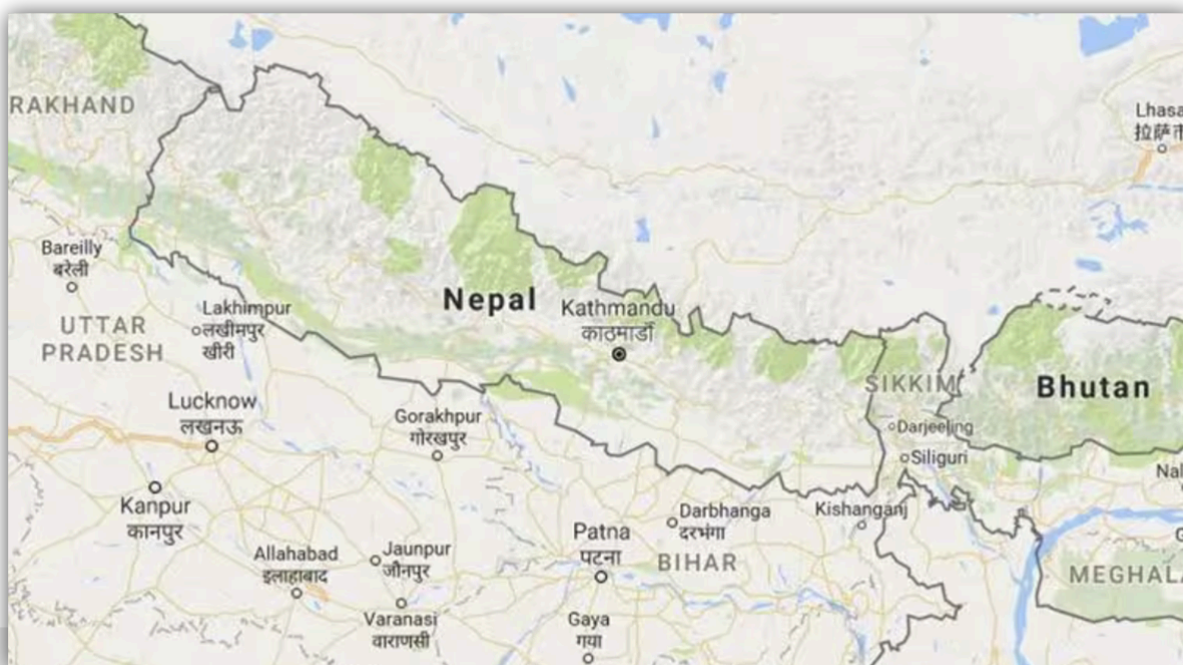 Lhasa
拉萨市
RAKHAND
Bareilly
बरेली
Nepal
Kathmandu
काठमाडौँ
Lakhimpur
लखीमपुर
खीरी
UTTAR
PRADESH
SIKKIM
Bhutan
Lucknow
लखनऊ
Gorakhpur
गोरखपुर
Darjeeling
Siliguri
Nal
Kanpur
कानपुर
Darbhanga
दरभंगा
Kishanganj
Patna
पटना
BIHAR
Allahabad
इलाहाबाद
Jaunpur
जौनपुर
MEGHALA
Varanasi
वाराणसी
Gaya
गया